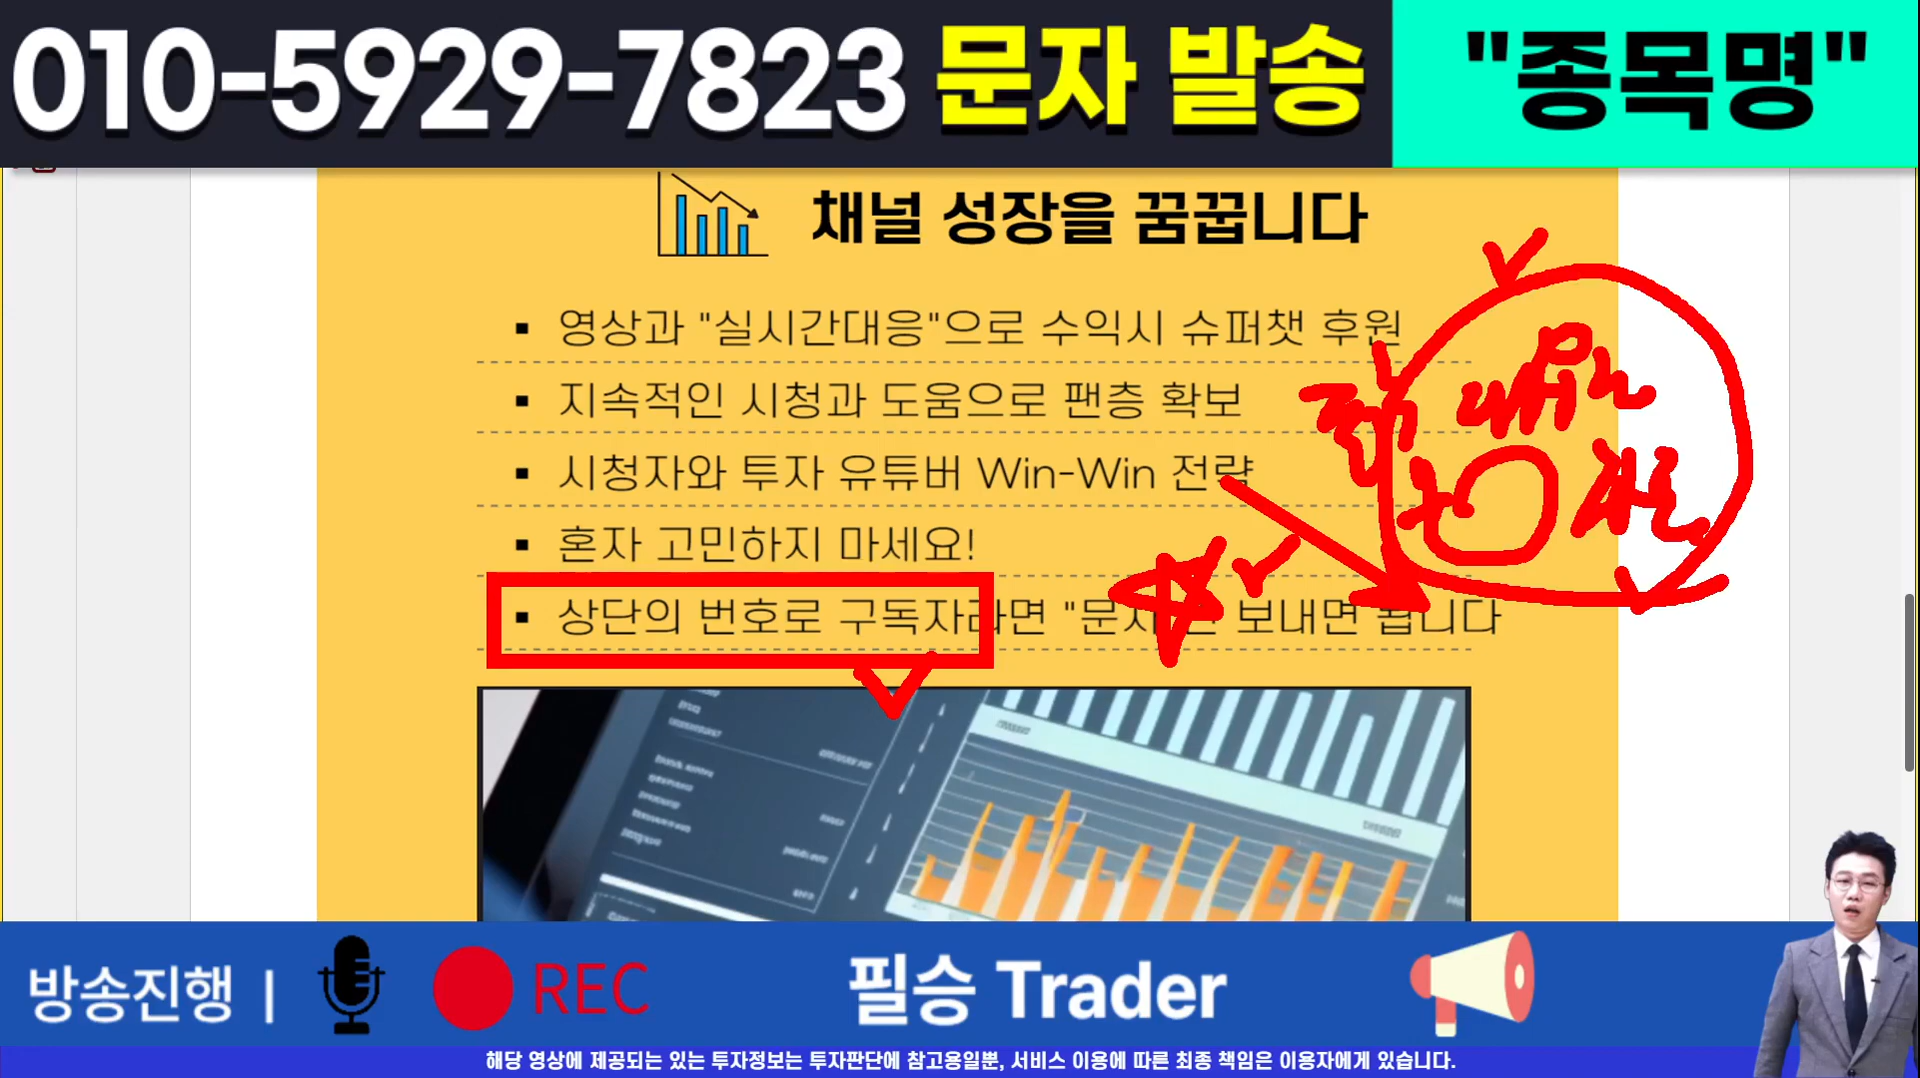 010-5929-7823 문자 발송 "종목명"
채널 성장을 꿈꿉니다
▪ 영상과 "실시간대응"으로 수익시 슈퍼챗 후원
▪ 지속적인 시청과 도움으로 팬층 확보
▪ 시청자와 투자 유튜버 Win-Win 전략
▪ 혼자 고민하지 마세요!
▪ 상단의 번호로 구독자라면 "문자 보내면 됩니다
방송진행 | REC 필승 Trader
해당 영상에 제공되는 있는 투자정보는 투자판단에 참고용일뿐, 서비스 이용에 따른 최종 책임은 이용자에게 있습니다.